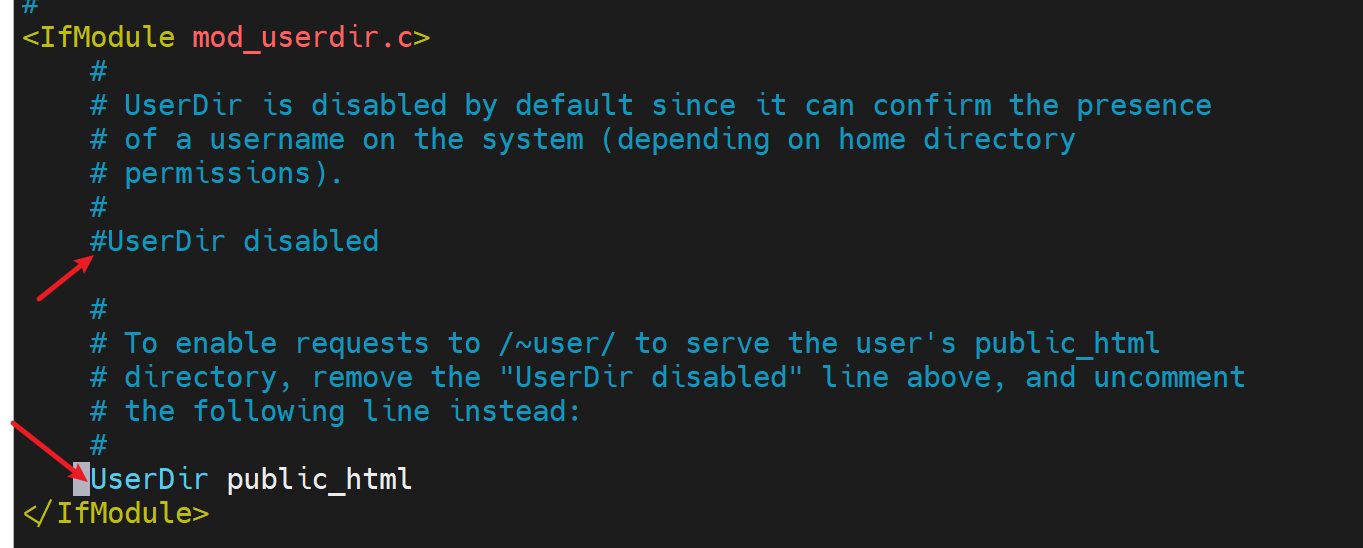 #
<IfModule mod_userdir.c>
#
# UserDir is disabled by default since it can confirm the presence
# of a username on the system (depending on home directory
# permissions).
#
#UserDir disabled
#
# To enable requests to /~user/ to serve the user's public_html
# directory, remove the "UserDir disabled" line above, and uncomment
# the following line instead:
#
UserDir public_html
</IfModule>